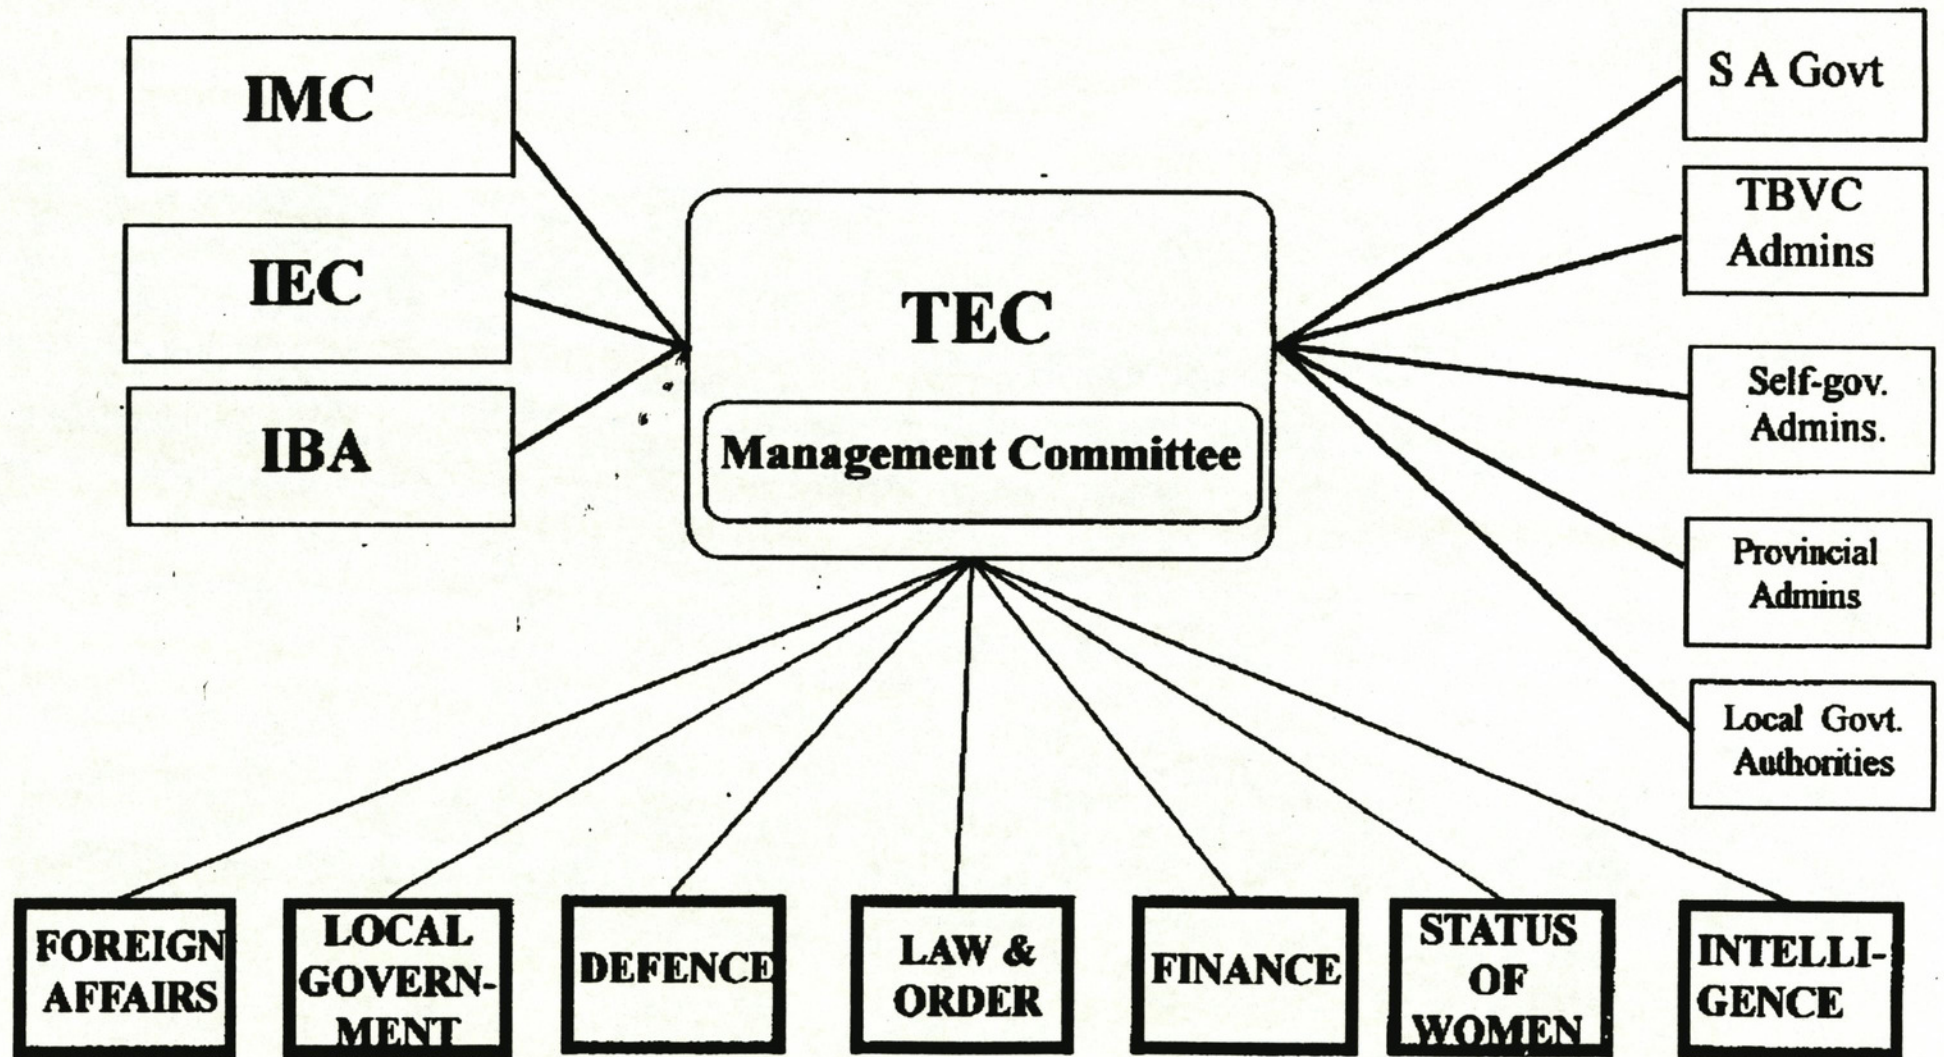 IMC
IEC
IBA
TEC
Management Committee
S A Govt
TBVC
Admins
Self-gov.
Admins.
Provincial
Admins
Local Govt.
Authorities
FOREIGN
AFFAIRS
LOCAL
GOVERN-
MENT
DEFENCE
LAW &
ORDER
FINANCE
STATUS
OF
WOMEN
INTELLI-
GENCE